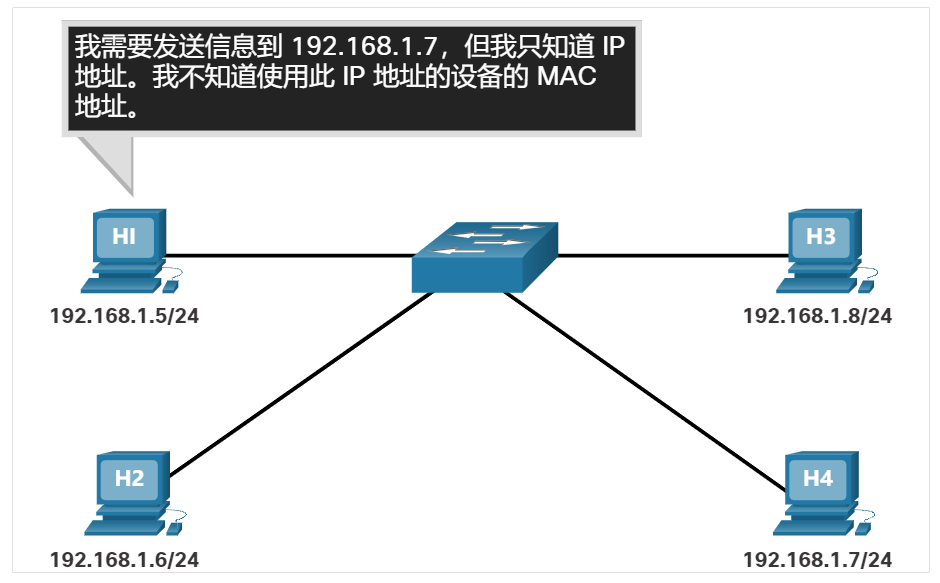 我需要发送信息到 192.168.1.7，但我只知道 IP
地址。我不知道使用此 IP 地址的设备的 MAC
地址。
H1
H3
192.168.1.5/24
192.168.1.8/24
H2
H4
192.168.1.6/24
192.168.1.7/24